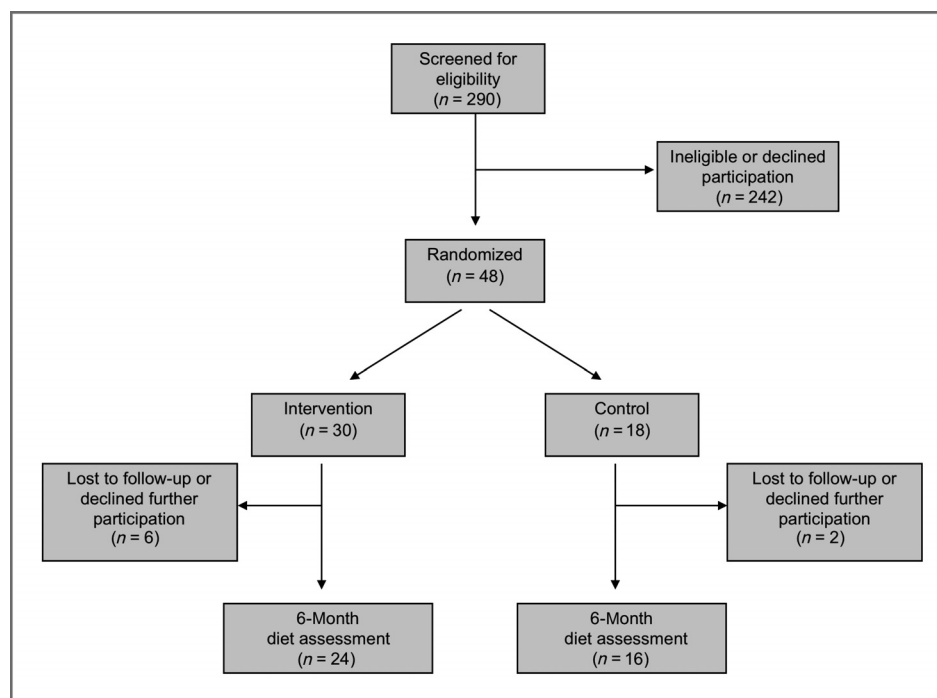 Screened for
eligibility
(n = 290)
Ineligible or declined
participation
(n = 242)
Randomized
(n = 48)
Intervention
(n = 30)
Control
(n = 18)
Lost to follow-up or
declined further
participation
(n = 6)
Lost to follow-up or
declined further
participation
(n = 2)
6-Month
diet assessment
(n = 24)
6-Month
diet assessment
(n = 16)